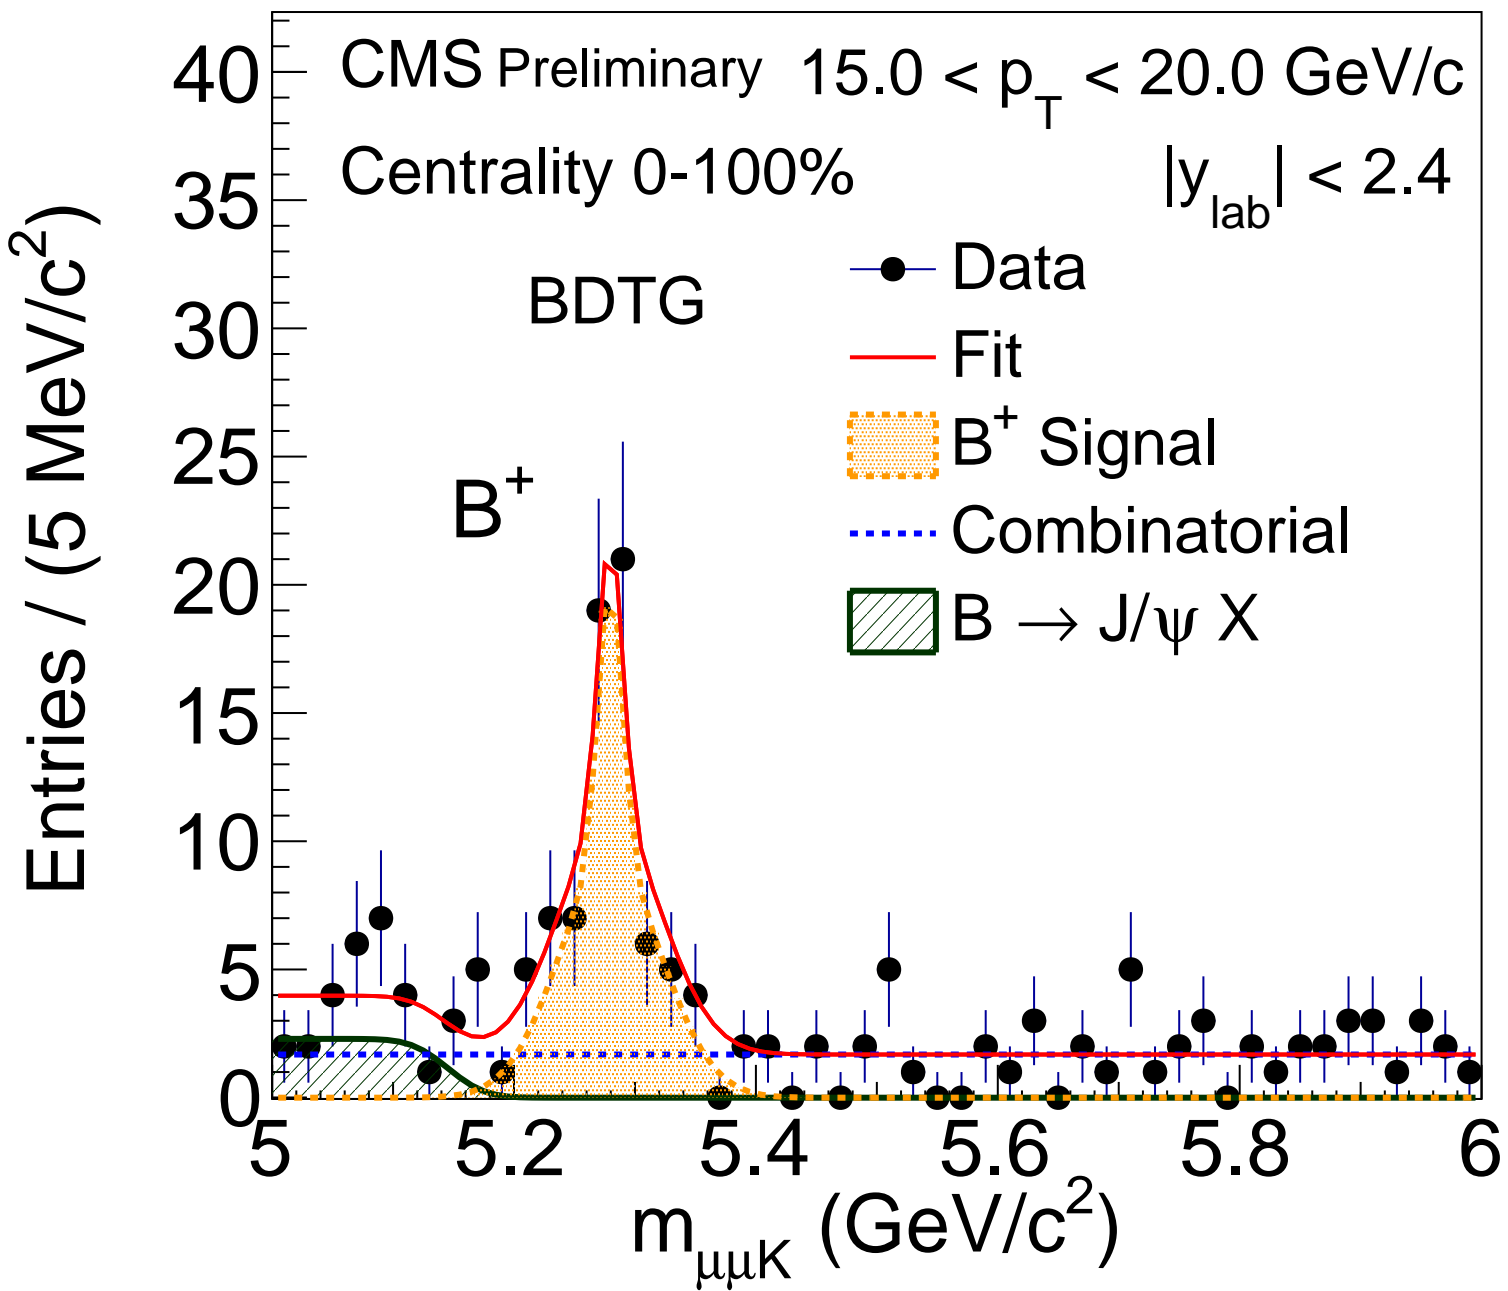 CMS Preliminary 15.0 < p_T < 20.0 GeV/c
Centrality 0-100% |y_lab| < 2.4
BDTG
Data
Fit
B⁺ Signal
Combinatorial
B → J/ψ X
B⁺
Entries / (5 MeV/c²)
40
35
30
25
20
15
10
5
0
5 5.2 5.4 5.6 5.8 6
m_μμK (GeV/c²)